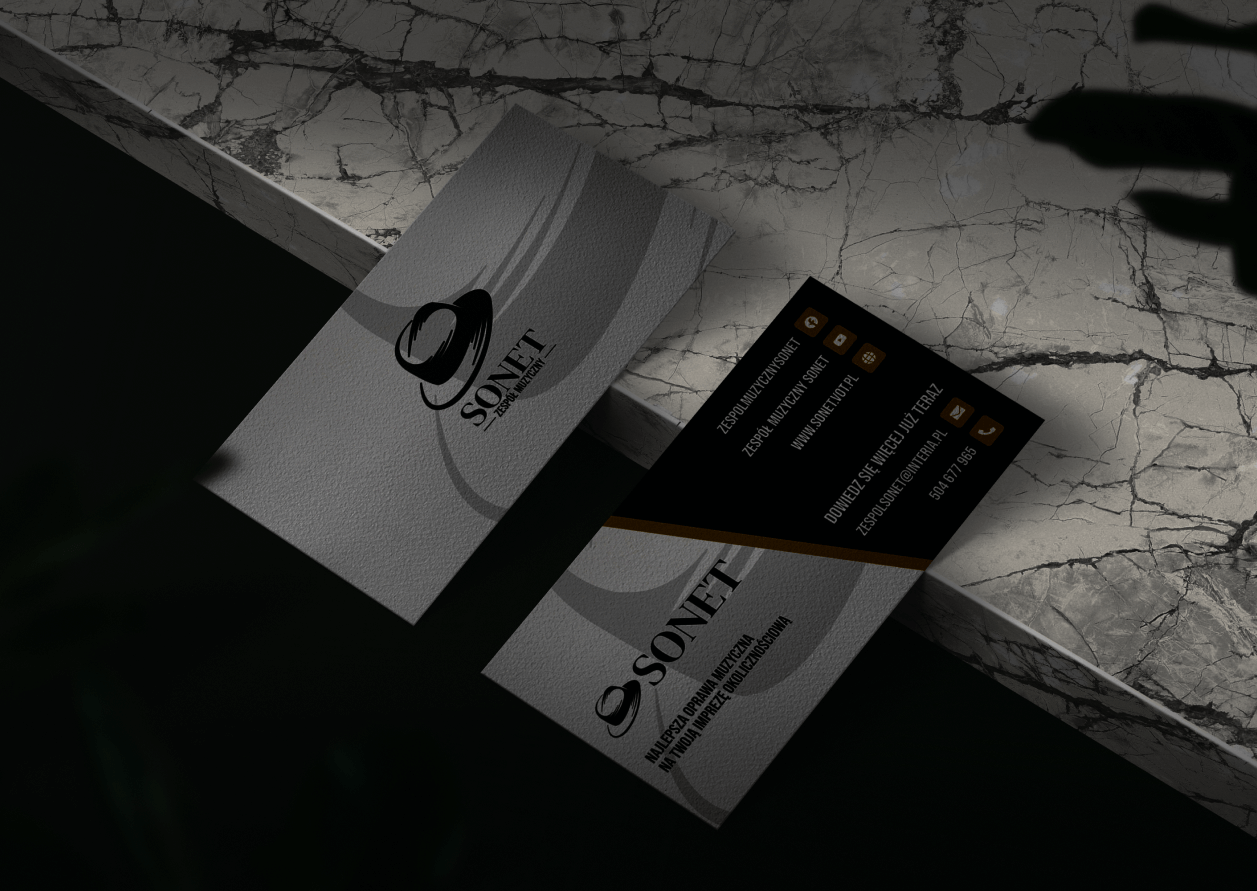 SONET
ZESPÓŁ MUZYCZNY
ZESPOLMUZYCZNYSONET
ZESPÓŁ MUZYCZNY SONET
WWW.SONET.VOT.PL
DOWIEDZ SIĘ WIĘCEJ JUŻ TERAZ
ZESPOLSONET@INTERIA.PL
504 677 965
SONET
NAJLEPSZA OPRAWA MUZYCZNA
NA TWOJĄ IMPREZĘ OKOLICZNOŚCIOWĄ